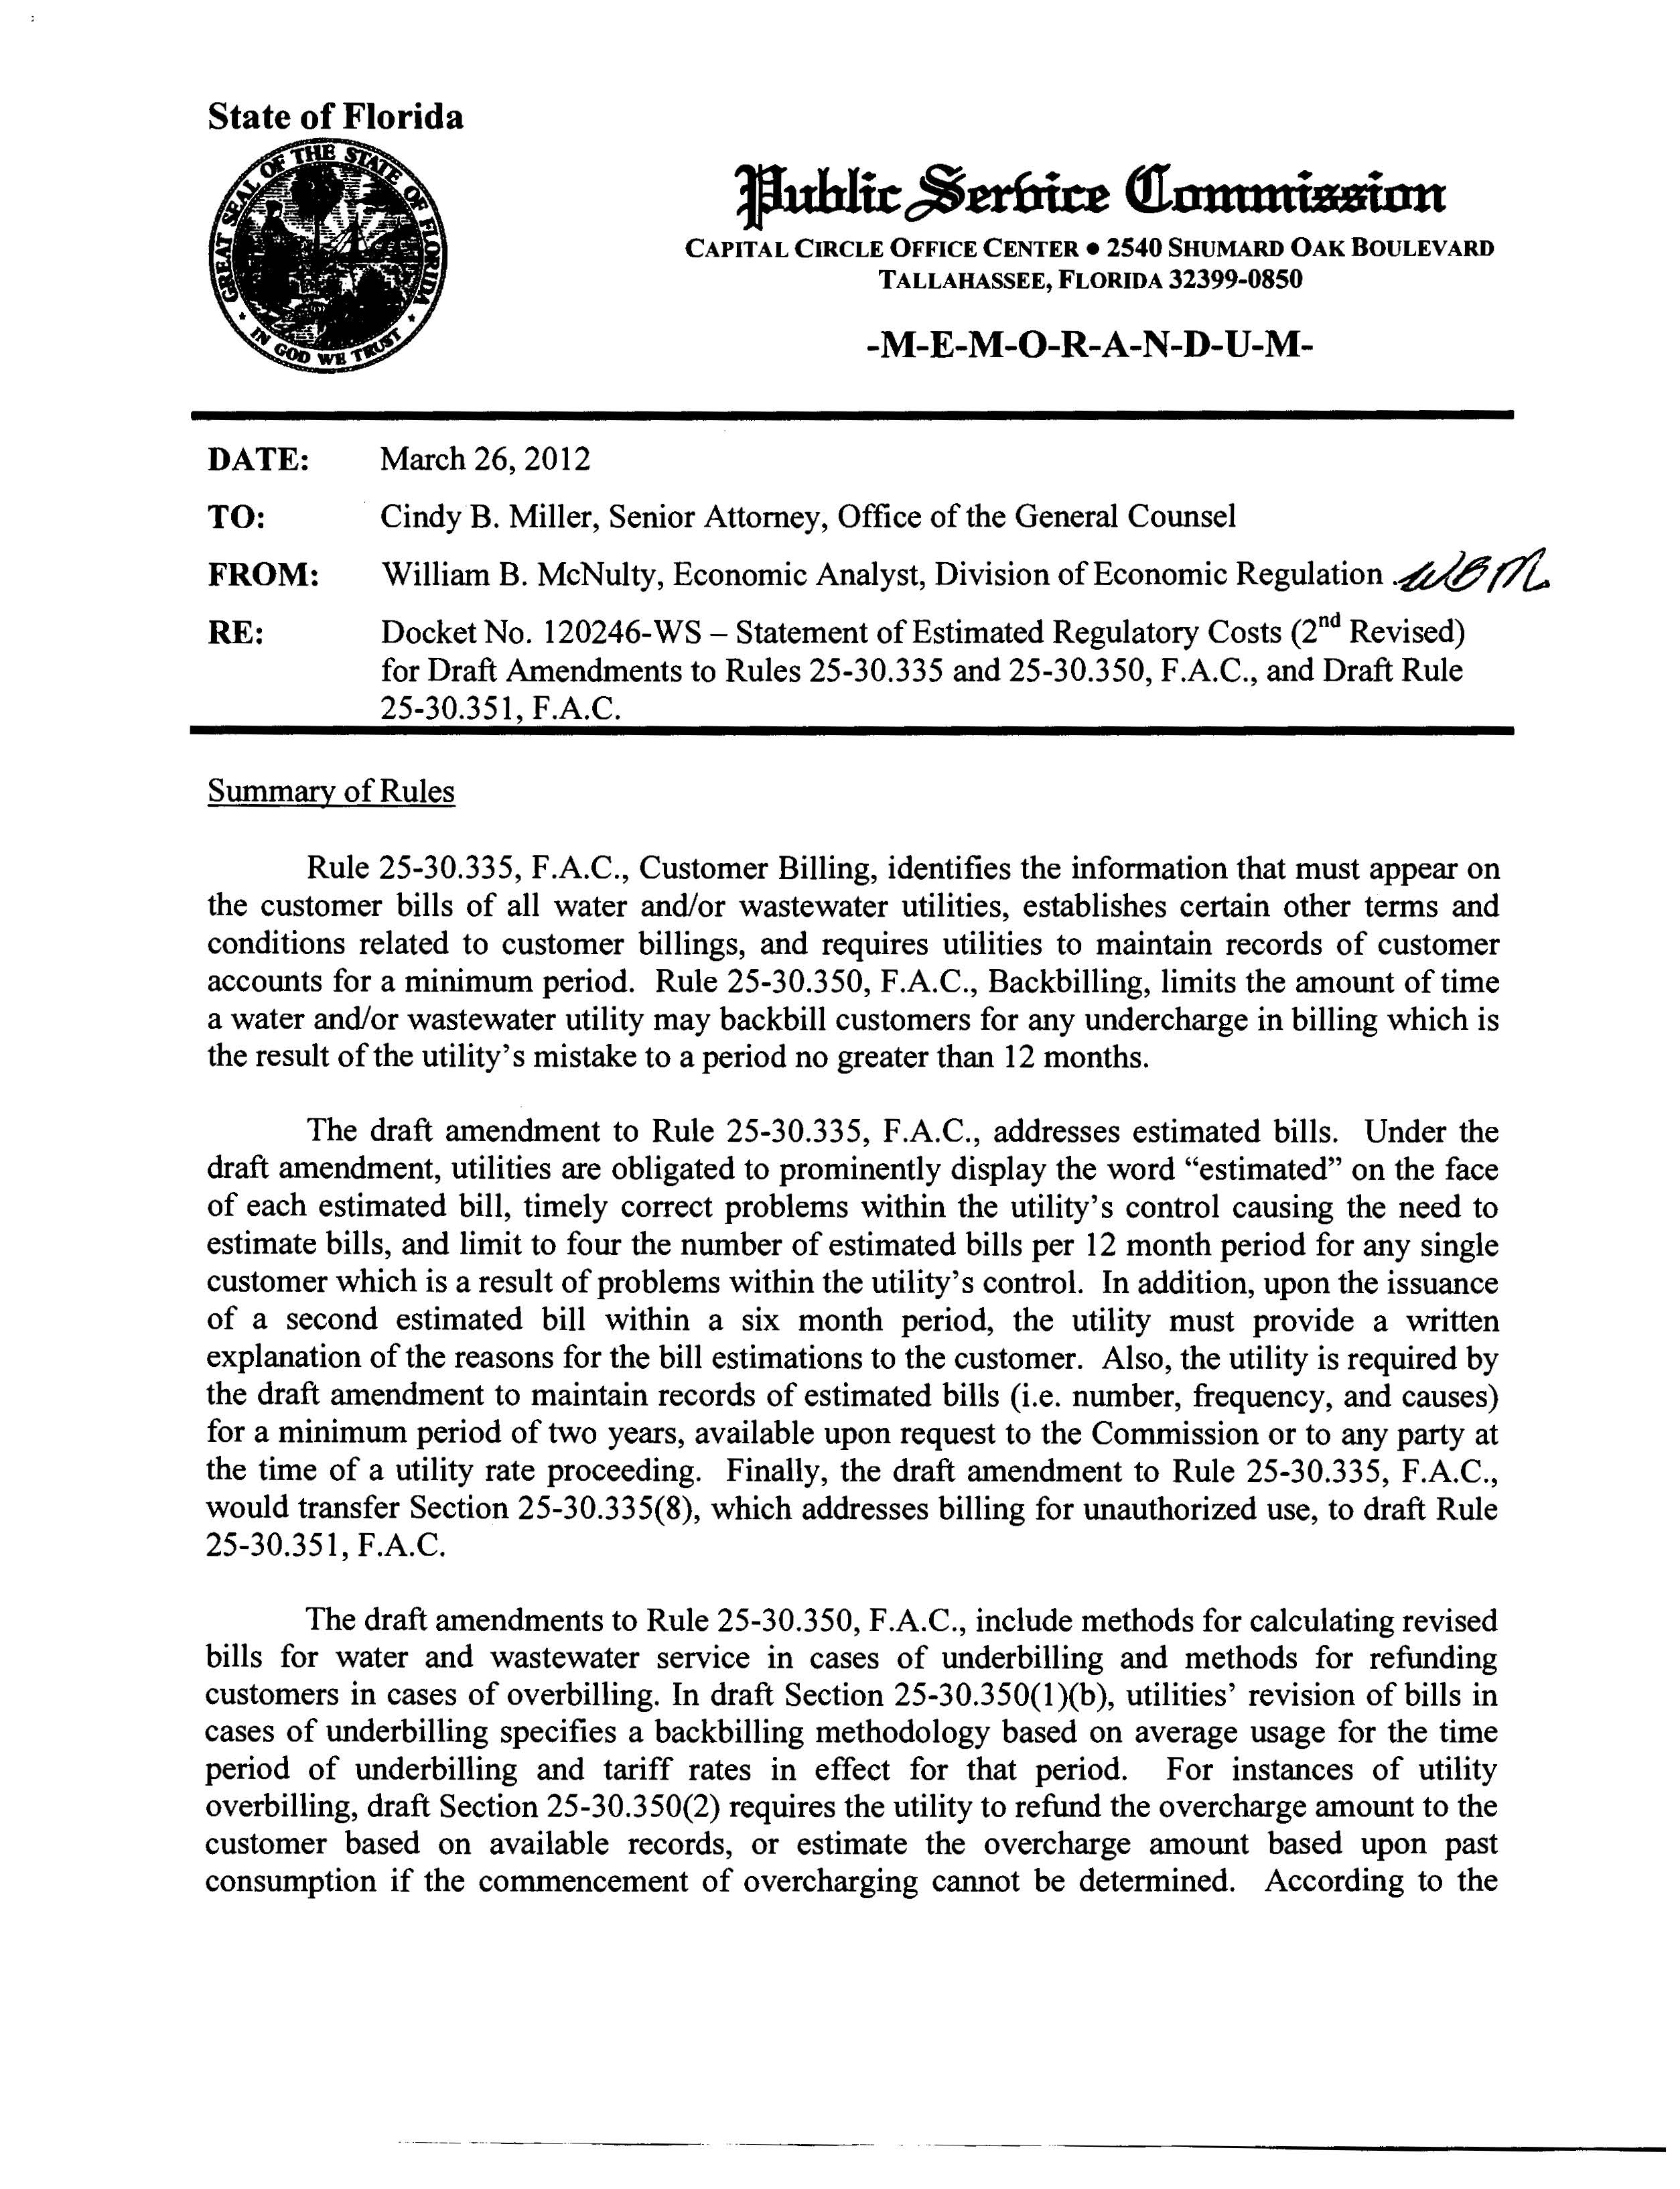 State of Florida
GREAT SEAL OF THE STATE OF FLORIDA
IN GOD WE TRUST
Public Service Commission
CAPITAL CIRCLE OFFICE CENTER ● 2540 SHUMARD OAK BOULEVARD
TALLAHASSEE, FLORIDA 32399-0850
-M-E-M-O-R-A-N-D-U-M-
DATE: March 26, 2012
TO: Cindy B. Miller, Senior Attorney, Office of the General Counsel
FROM: William B. McNulty, Economic Analyst, Division of Economic Regulation WBM
RE: Docket No. 120246-WS – Statement of Estimated Regulatory Costs (2nd Revised)
for Draft Amendments to Rules 25-30.335 and 25-30.350, F.A.C., and Draft Rule
25-30.351, F.A.C.
Summary of Rules
Rule 25-30.335, F.A.C., Customer Billing, identifies the information that must appear on
the customer bills of all water and/or wastewater utilities, establishes certain other terms and
conditions related to customer billings, and requires utilities to maintain records of customer
accounts for a minimum period. Rule 25-30.350, F.A.C., Backbilling, limits the amount of time
a water and/or wastewater utility may backbill customers for any undercharge in billing which is
the result of the utility's mistake to a period no greater than 12 months.
The draft amendment to Rule 25-30.335, F.A.C., addresses estimated bills. Under the
draft amendment, utilities are obligated to prominently display the word “estimated” on the face
of each estimated bill, timely correct problems within the utility's control causing the need to
estimate bills, and limit to four the number of estimated bills per 12 month period for any single
customer which is a result of problems within the utility's control. In addition, upon the issuance
of a second estimated bill within a six month period, the utility must provide a written
explanation of the reasons for the bill estimations to the customer. Also, the utility is required by
the draft amendment to maintain records of estimated bills (i.e. number, frequency, and causes)
for a minimum period of two years, available upon request to the Commission or to any party at
the time of a utility rate proceeding. Finally, the draft amendment to Rule 25-30.335, F.A.C.,
would transfer Section 25-30.335(8), which addresses billing for unauthorized use, to draft Rule
25-30.351, F.A.C.
The draft amendments to Rule 25-30.350, F.A.C., include methods for calculating revised
bills for water and wastewater service in cases of underbilling and methods for refunding
customers in cases of overbilling. In draft Section 25-30.350(1)(b), utilities' revision of bills in
cases of underbilling specifies a backbilling methodology based on average usage for the time
period of underbilling and tariff rates in effect for that period. For instances of utility
overbilling, draft Section 25-30.350(2) requires the utility to refund the overcharge amount to the
customer based on available records, or estimate the overcharge amount based upon past
consumption if the commencement of overcharging cannot be determined. According to the